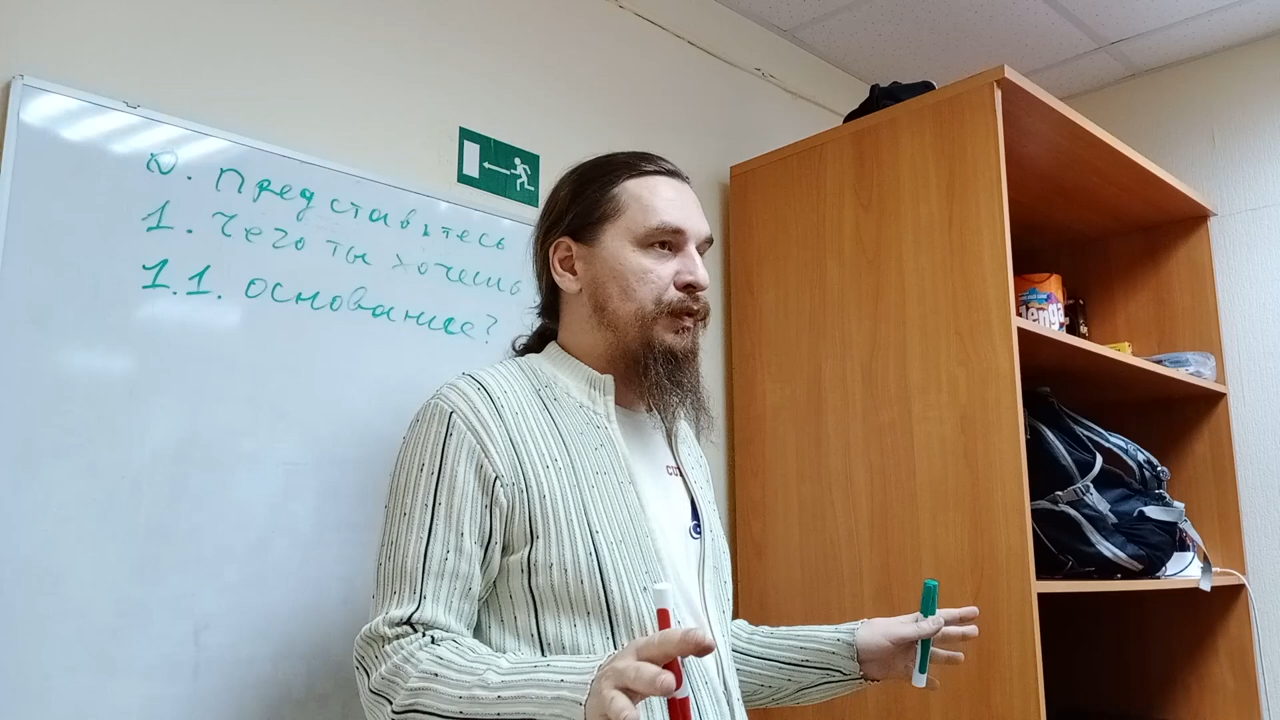 0. Представьтесь
1. Чего ты хочешь
1.1. основание?
Jenga